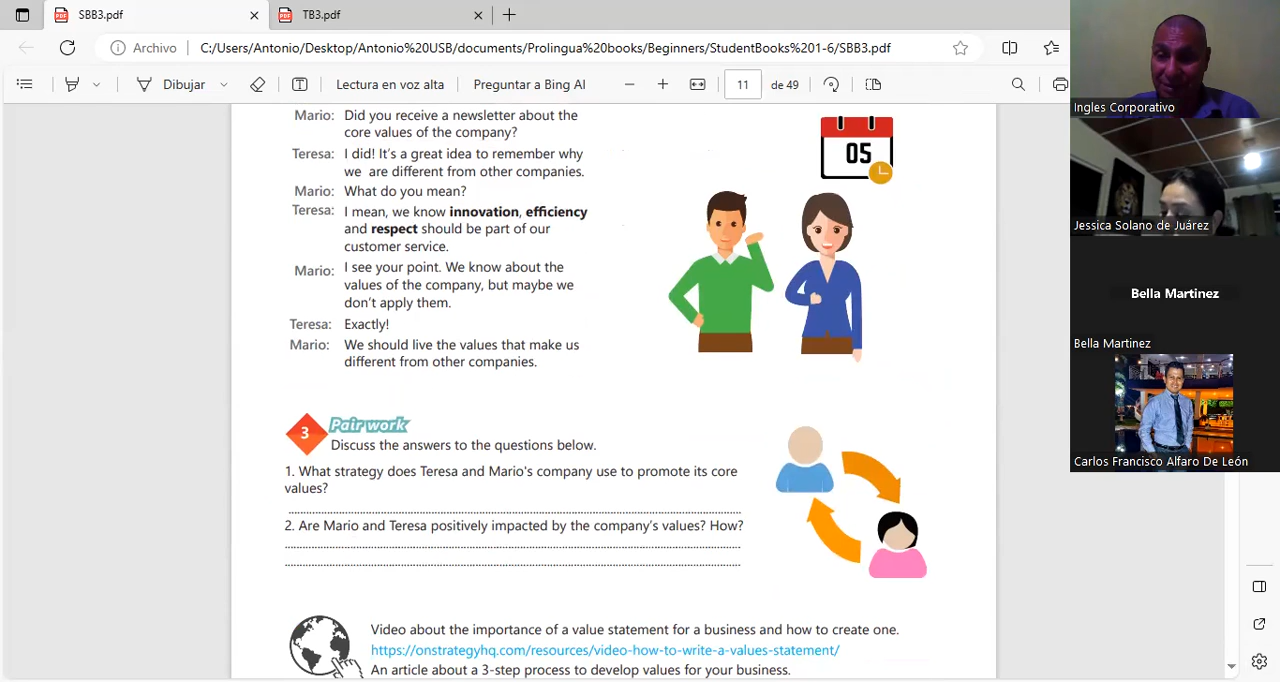 SBB3.pdf
TB3.pdf
Archivo
C:/Users/Antonio/Desktop/Antonio%20USB/documents/Prolingua%20books/Beginners/StudentBooks%201-6/SBB3.pdf
Dibujar
Lectura en voz alta
Preguntar a Bing AI
11
de 49
Mario: Did you receive a newsletter about the
core values of the company?
Teresa: I did! It's a great idea to remember why
we are different from other companies.
Mario: What do you mean?
Teresa: I mean, we know innovation, efficiency
and respect should be part of our
customer service.
Mario: I see your point. We know about the
values of the company, but maybe we
don't apply them.
Teresa: Exactly!
Mario: We should live the values that make us
different from other companies.
05
3
Pair work
Discuss the answers to the questions below.
1. What strategy does Teresa and Mario's company use to promote its core
values?
2. Are Mario and Teresa positively impacted by the company's values? How?
Video about the importance of a value statement for a business and how to create one.
https://onstrategyhq.com/resources/video-how-to-write-a-values-statement/
An article about a 3-step process to develop values for your business.
Ingles Corporativo
Jessica Solano de Juárez
Bella Martinez
Bella Martinez
Carlos Francisco Alfaro De León